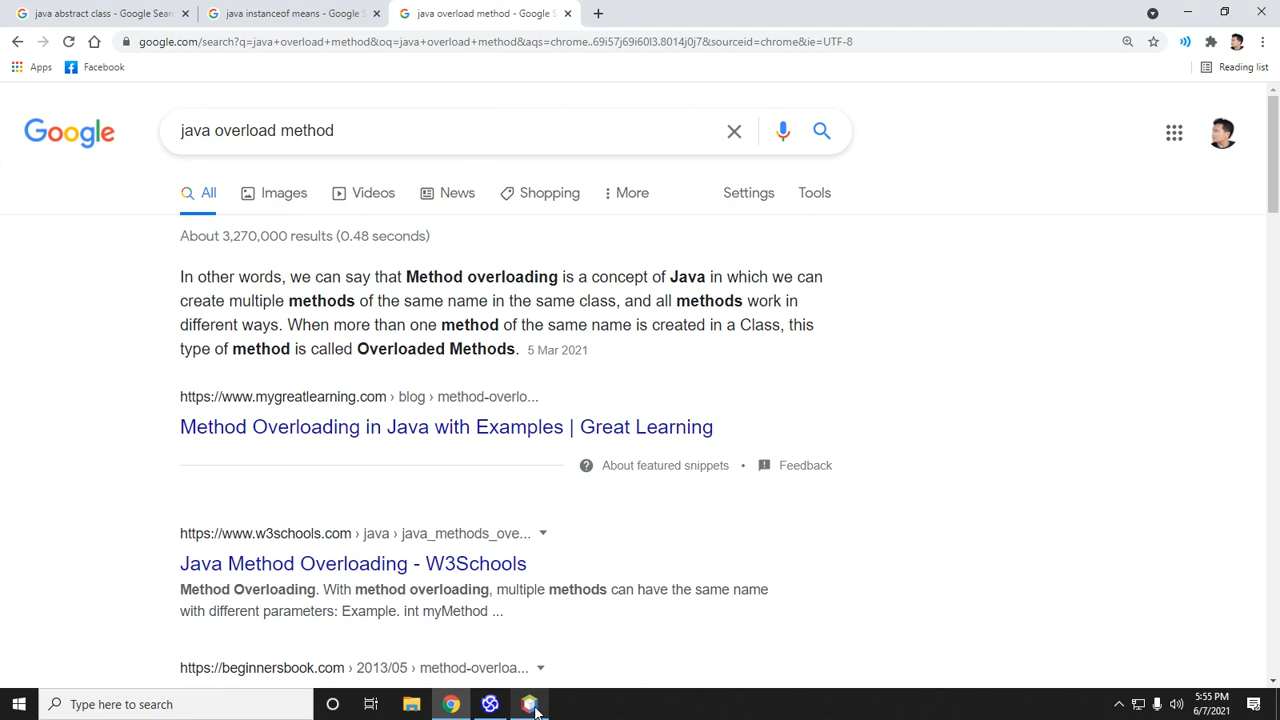 java abstract class - Google Sear
java instanceof means - Google S
java overload method - Google S
google.com/search?q=java+overload+method&oq=java+overload+method&aqs=chrome..69i57j69i60l3.8014j0j7&sourceid=chrome&ie=UTF-8
Apps
Facebook
Reading list
Google
java overload method
All
Images
Videos
News
Shopping
More
Settings
Tools
About 3,270,000 results (0.48 seconds)
In other words, we can say that Method overloading is a concept of Java in which we can
create multiple methods of the same name in the same class, and all methods work in
different ways. When more than one method of the same name is created in a Class, this
type of method is called Overloaded Methods. 5 Mar 2021
https://www.mygreatlearning.com › blog › method-overlo...
Method Overloading in Java with Examples | Great Learning
About featured snippets • Feedback
https://www.w3schools.com › java › java_methods_ove...
Java Method Overloading - W3Schools
Method Overloading. With method overloading, multiple methods can have the same name
with different parameters: Example. int myMethod ...
https://beginnersbook.com › 2013/05 › method-overloa...
Type here to search
5:55 PM
6/7/2021